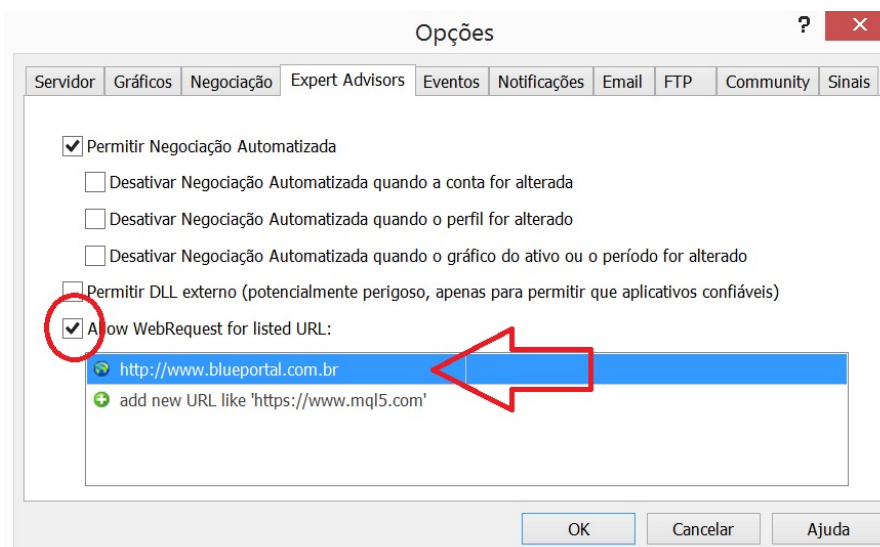 Opções
?
Servidor Gráficos Negociação Expert Advisors Eventos Notificações Email FTP Community Sinais
Permitir Negociação Automatizada
Desativar Negociação Automatizada quando a conta for alterada
Desativar Negociação Automatizada quando o perfil for alterado
Desativar Negociação Automatizada quando o gráfico do ativo ou o período for alterado
Permitir DLL externo (potencialmente perigoso, apenas para permitir que aplicativos confiáveis)
Allow WebRequest for listed URL:
http://www.blueportal.com.br
add new URL like 'https://www.mql5.com'
OK Cancelar Ajuda